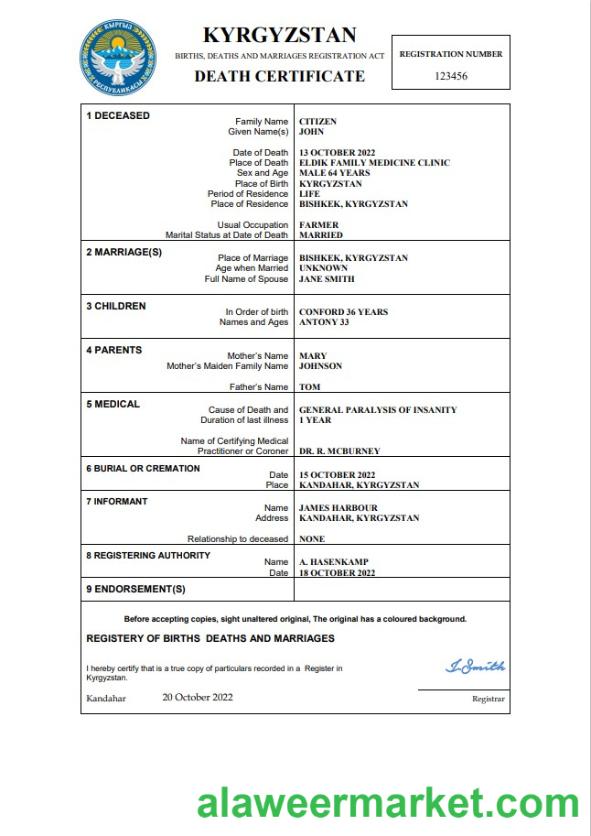 КЫРГЫЗ
РЕСПУБЛИКАСЫ
KYRGYZSTAN
BIRTHS, DEATHS AND MARRIAGES REGISTRATION ACT
DEATH CERTIFICATE
REGISTRATION NUMBER
123456
1 DECEASED
Family Name CITIZEN
Given Name(s) JOHN
Date of Death 13 OCTOBER 2022
Place of Death ELDIK FAMILY MEDICINE CLINIC
Sex and Age MALE 64 YEARS
Place of Birth KYRGYZSTAN
Period of Residence LIFE
Place of Residence BISHKEK, KYRGYZSTAN
Usual Occupation FARMER
Marital Status at Date of Death MARRIED
2 MARRIAGE(S)
Place of Marriage BISHKEK, KYRGYZSTAN
Age when Married UNKNOWN
Full Name of Spouse JANE SMITH
3 CHILDREN
In Order of birth CONFORD 36 YEARS
Names and Ages ANTONY 33
4 PARENTS
Mother's Name MARY
Mother's Maiden Family Name JOHNSON
Father's Name TOM
5 MEDICAL
Cause of Death and GENERAL PARALYSIS OF INSANITY
Duration of last illness 1 YEAR
Name of Certifying Medical
Practitioner or Coroner DR. R. MCBURNEY
6 BURIAL OR CREMATION
Date 15 OCTOBER 2022
Place KANDAHAR, KYRGYZSTAN
7 INFORMANT
Name JAMES HARBOUR
Address KANDAHAR, KYRGYZSTAN
Relationship to deceased NONE
8 REGISTERING AUTHORITY
Name A. HASENKAMP
Date 18 OCTOBER 2022
9 ENDORSEMENT(S)
Before accepting copies, sight unaltered original, The original has a coloured background.
REGISTERY OF BIRTHS DEATHS AND MARRIAGES
I hereby certify that is a true copy of particulars recorded in a Register in
Kyrgyzstan.
I. Smith
Kandahar 20 October 2022 Registrar
alaweermarket.com